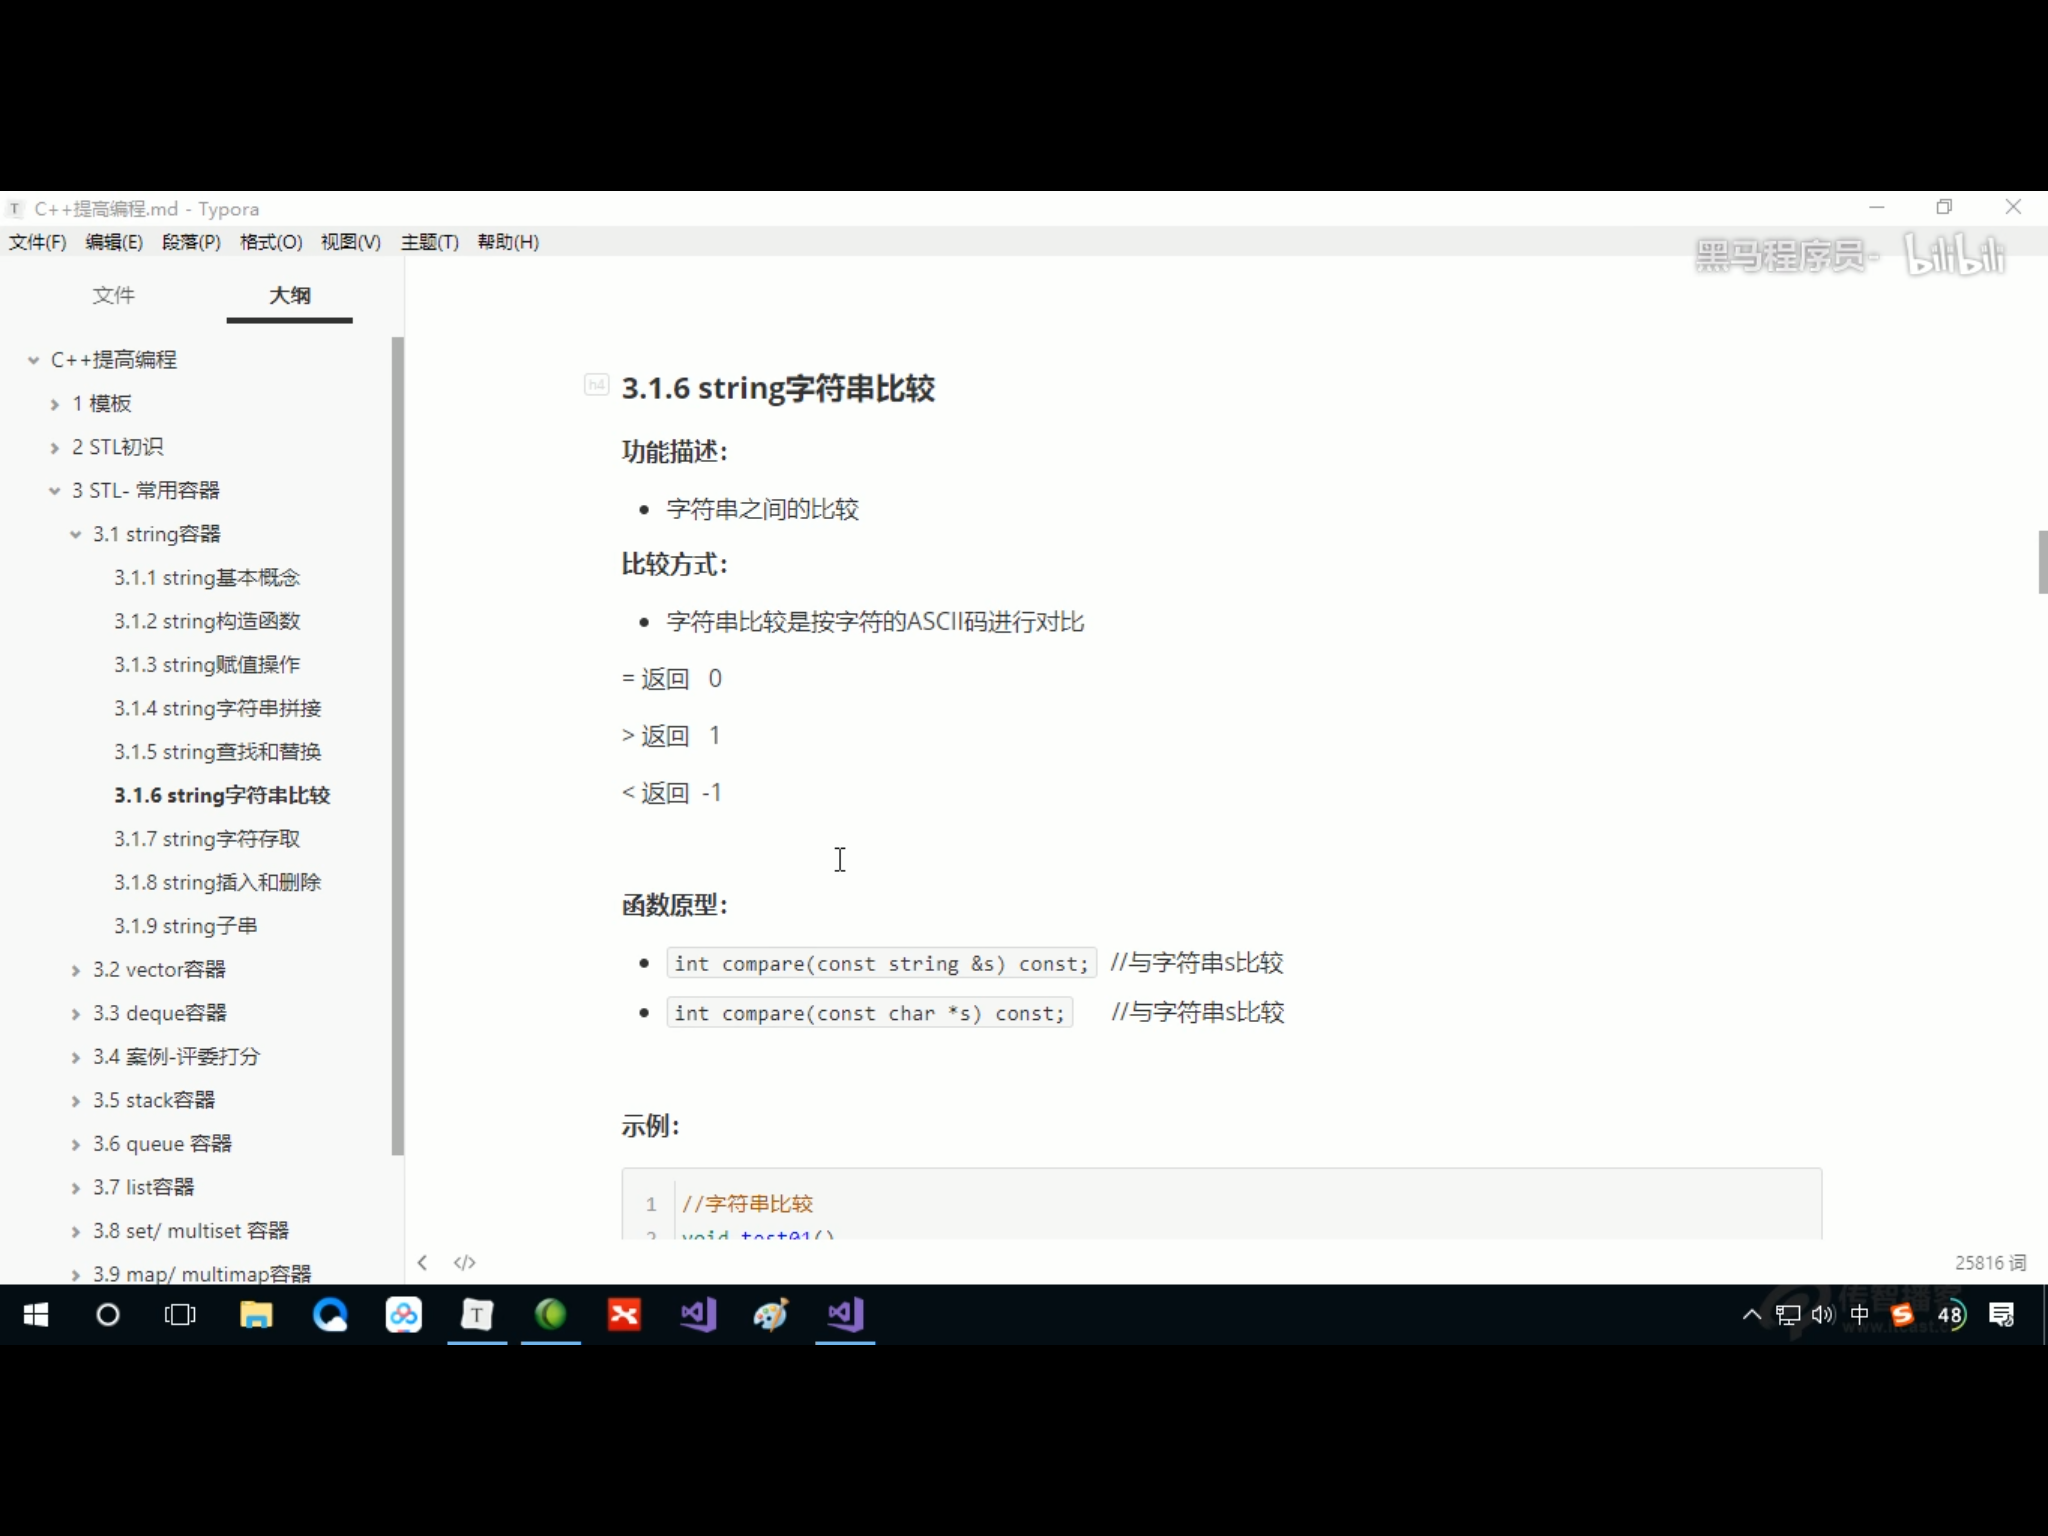 C++提高编程.md - Typora
文件(F) 编辑(E) 段落(P) 格式(O) 视图(V) 主题(T) 帮助(H)
黑马程序员- bilibili
文件 大纲
C++提高编程
1 模板
2 STL初识
3 STL- 常用容器
3.1 string容器
3.1.1 string基本概念
3.1.2 string构造函数
3.1.3 string赋值操作
3.1.4 string字符串拼接
3.1.5 string查找和替换
3.1.6 string字符串比较
3.1.7 string字符存取
3.1.8 string插入和删除
3.1.9 string子串
3.2 vector容器
3.3 deque容器
3.4 案例-评委打分
3.5 stack容器
3.6 queue 容器
3.7 list容器
3.8 set/ multiset 容器
3.9 map/ multimap容器
h4 3.1.6 string字符串比较
功能描述：
• 字符串之间的比较
比较方式：
• 字符串比较是按字符的ASCII码进行对比
= 返回 0
> 返回 1
< 返回 -1
函数原型：
• int compare(const string &s) const; //与字符串s比较
• int compare(const char *s) const; //与字符串s比较
示例：
1 //字符串比较
2 void test01()
25816 词
传智播客
中 48